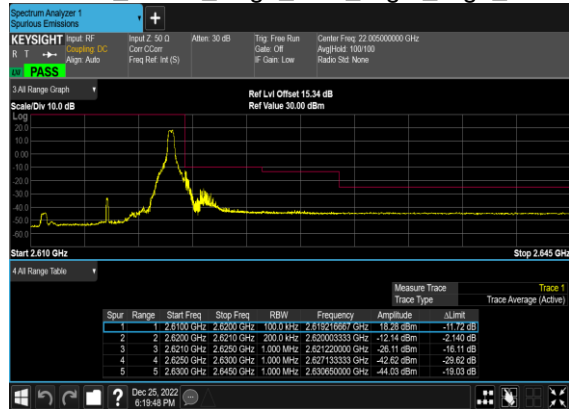 Spectrum Analyzer 1
Spurious Emissions
+
KEYSIGHT Input: RF Input Z: 50 Ω Atten: 30 dB Trig: Free Run Center Freq: 22.005000000 GHz
R T Coupling: DC Corr CCorr Gate: Off Avg|Hold: 100/100
Align: Auto Freq Ref: Int (S) IF Gain: Low Radio Std: None
PASS
3 All Range Graph Ref Lvl Offset 15.34 dB
Scale/Div 10.0 dB Ref Value 30.00 dBm
Log
20.0
10.0
0.00
-10.0
-20.0
-30.0
-40.0
-50.0
-60.0
Start 2.610 GHz Stop 2.645 GHz
4 All Range Table
Measure Trace Trace 1
Trace Type Trace Average (Active)
Spur Range Start Freq Stop Freq RBW Frequency Amplitude ΔLimit
1 1 2.6100 GHz 2.6200 GHz 100.0 kHz 2.619216667 GHz 18.28 dBm -11.72 dB
2 2 2.6200 GHz 2.6210 GHz 200.0 kHz 2.620003333 GHz -12.14 dBm -2.140 dB
3 3 2.6210 GHz 2.6250 GHz 1.000 MHz 2.621220000 GHz -26.11 dBm -16.11 dB
4 4 2.6250 GHz 2.6300 GHz 1.000 MHz 2.627133333 GHz -42.62 dBm -29.62 dB
5 5 2.6300 GHz 2.6450 GHz 1.000 MHz 2.630650000 GHz -44.03 dBm -19.03 dB
? Dec 25, 2022
6:19:48 PM